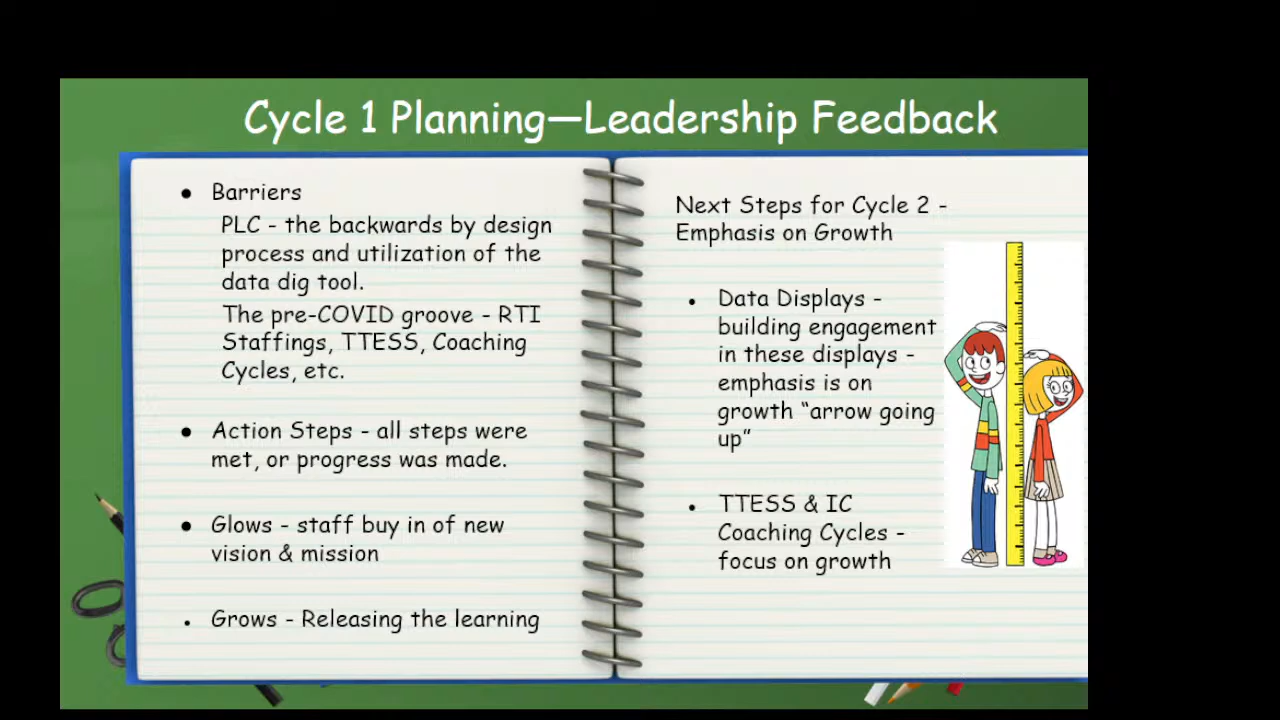 Cycle 1 Planning—Leadership Feedback
• Barriers
PLC - the backwards by design
process and utilization of the
data dig tool.
The pre-COVID groove - RTI
Staffings, TTESS, Coaching
Cycles, etc.
• Action Steps - all steps were
met, or progress was made.
• Glows - staff buy in of new
vision & mission
• Grows - Releasing the learning
Next Steps for Cycle 2 -
Emphasis on Growth
• Data Displays -
building engagement
in these displays -
emphasis is on
growth “arrow going
up”
• TTESS & IC
Coaching Cycles -
focus on growth